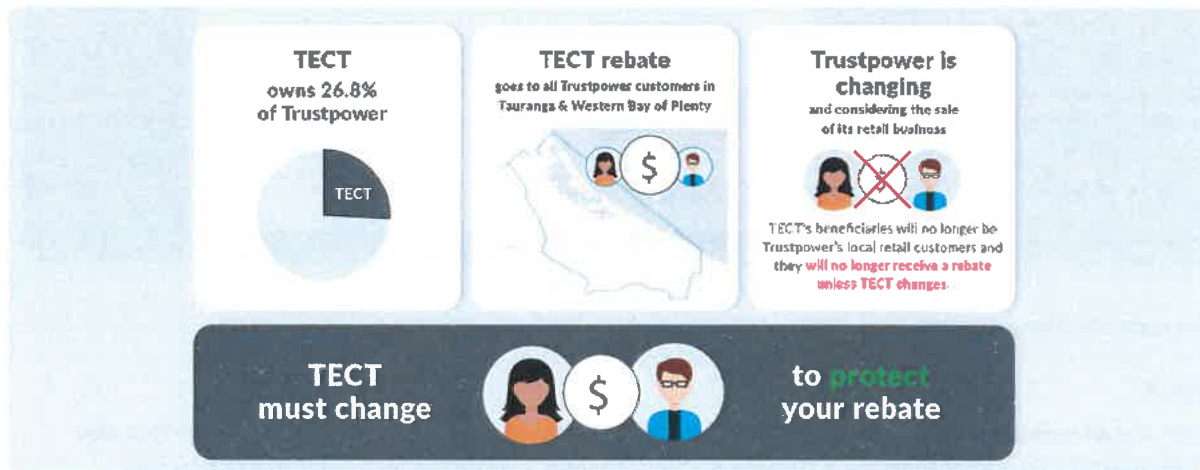 TECT
owns 26.8%
of Trustpower
TECT
TECT rebate
goes to all Trustpower customers in
Tauranga & Western Bay of Plenty
$
Trustpower is
changing
and considering the sale
of its retail business
$
TECT's beneficiaries will no longer be
Trustpower's local retail customers and
they will no longer receive a rebate
unless TECT changes.
TECT
must change
$
to protect
your rebate